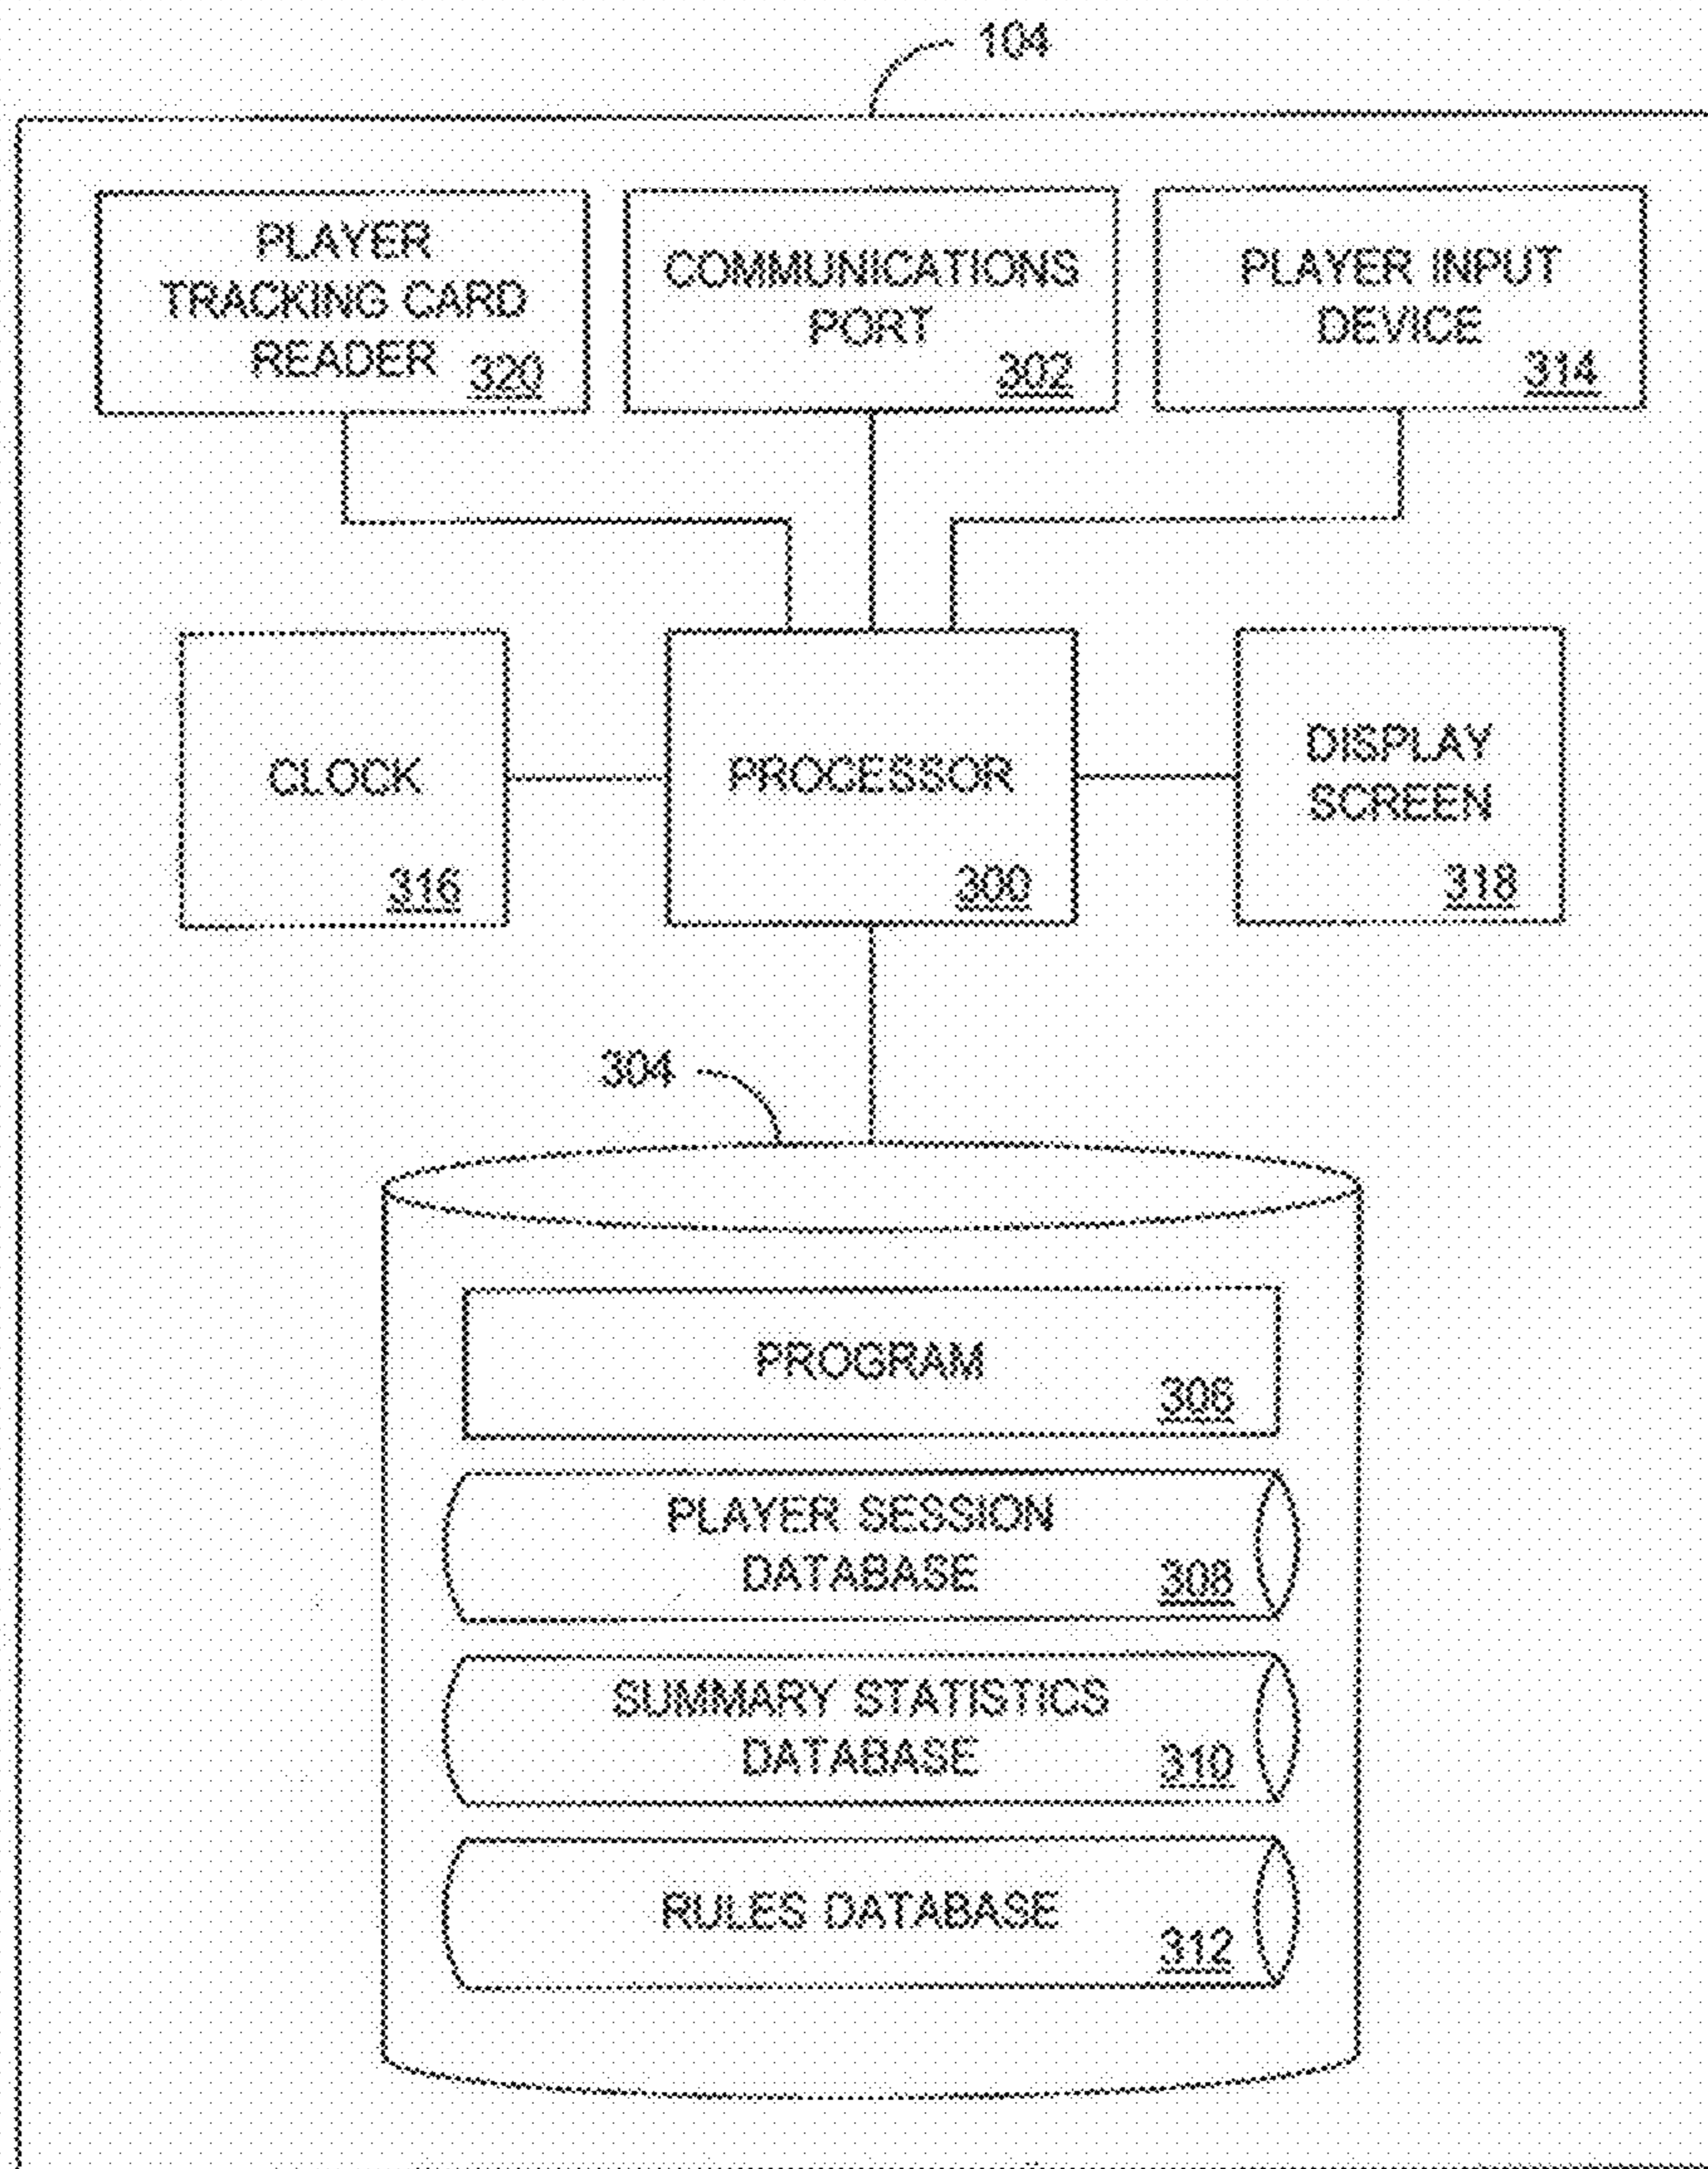 104
PLAYER
TRACKING CARD
READER 320
COMMUNICATIONS
PORT
302
PLAYER INPUT
DEVICE
314
CLOCK
316
PROCESSOR
300
DISPLAY
SCREEN
318
304
PROGRAM
306
PLAYER SESSION
DATABASE 308
SUMMARY STATISTICS
DATABASE 310
RULES DATABASE
312